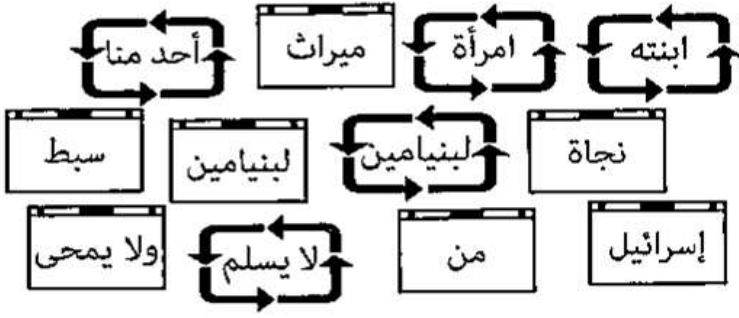 ابنته
امرأة
ميراث
أحد منا
نجاة
لبنيامين
لبنيامين
سبط
إسرائيل
من
لا يسلم
ولا يمحى